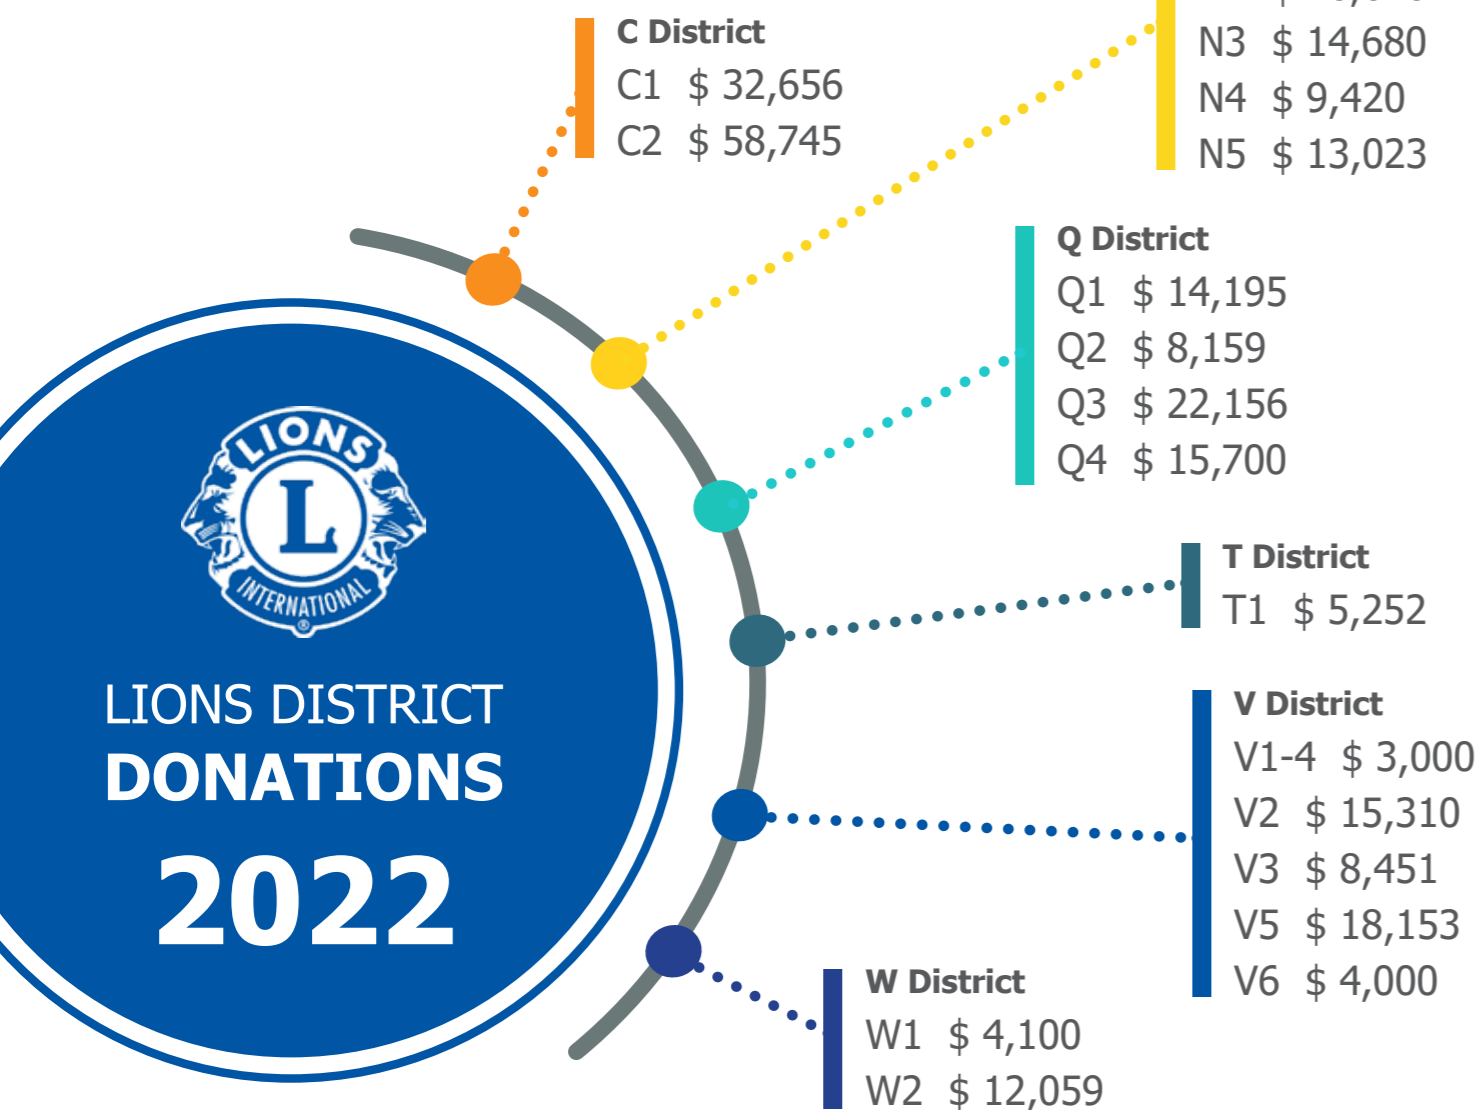 C District
C1 $ 32,656
C2 $ 58,745
N3 $ 14,680
N4 $ 9,420
N5 $ 13,023
Q District
Q1 $ 14,195
Q2 $ 8,159
Q3 $ 22,156
Q4 $ 15,700
T District
T1 $ 5,252
V District
V1-4 $ 3,000
V2 $ 15,310
V3 $ 8,451
V5 $ 18,153
V6 $ 4,000
W District
W1 $ 4,100
W2 $ 12,059
LIONS
L
INTERNATIONAL
®
LIONS DISTRICT
DONATIONS
2022